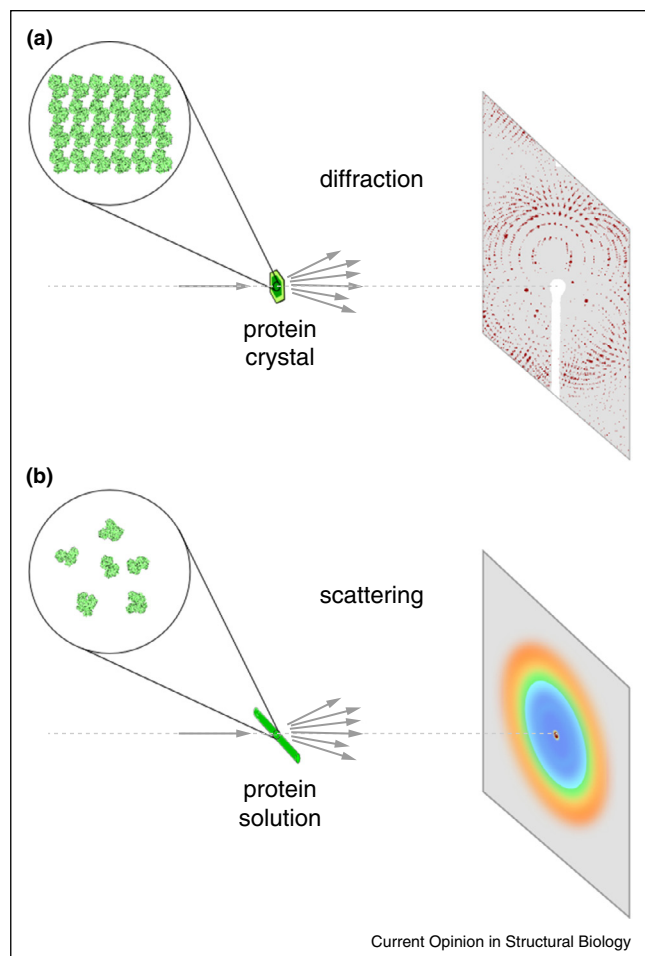 (a)
diffraction
protein
crystal
(b)
scattering
protein
solution
Current Opinion in Structural Biology